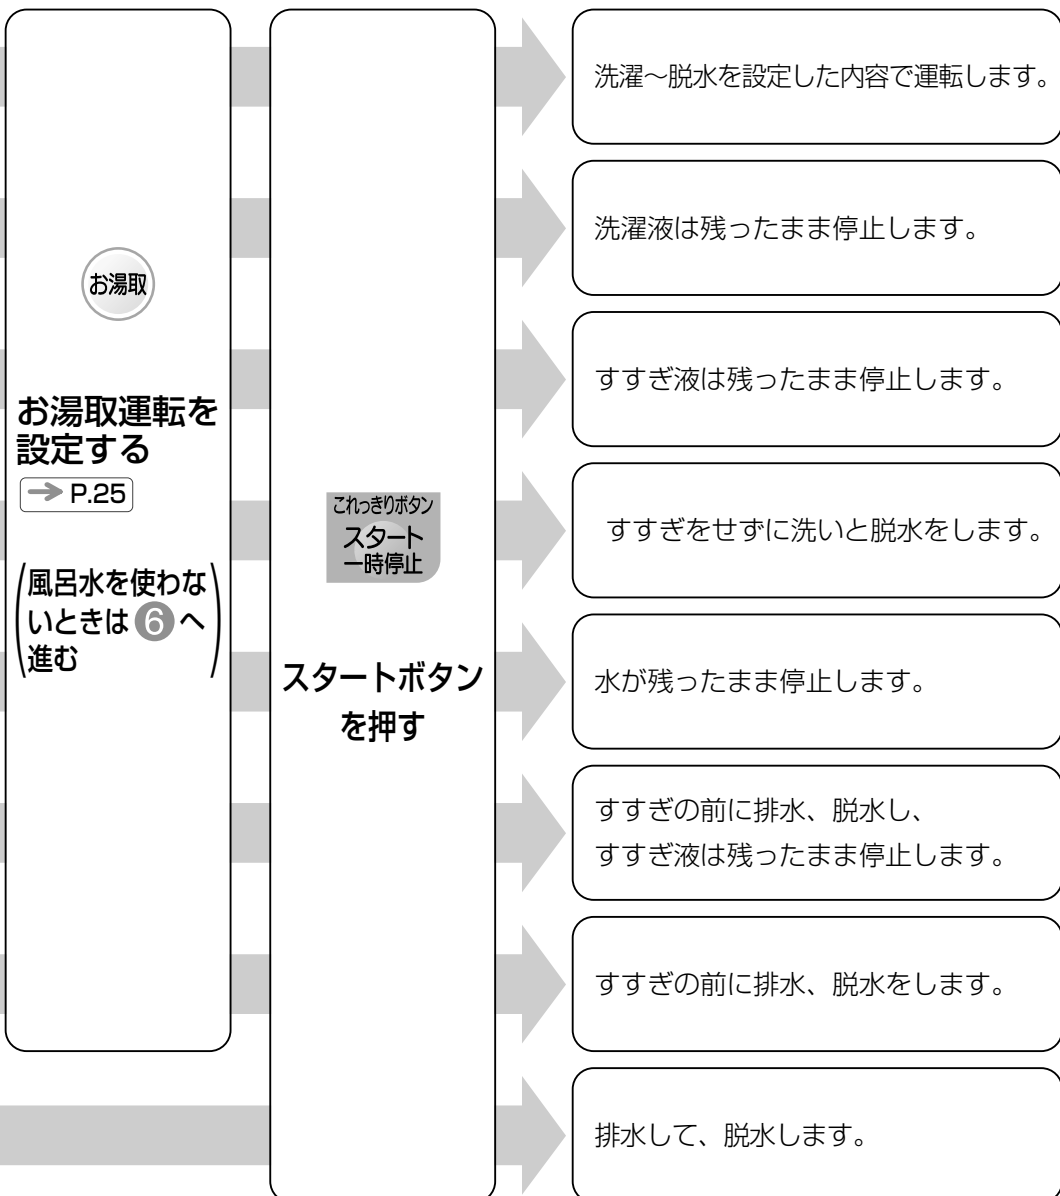 お湯取
お湯取運転を
設定する
→ P.25
(風呂水を使わな
いときは 6 へ
進む)
これっきりボタン
スタート
一時停止
スタートボタン
を押す
洗濯～脱水を設定した内容で運転します。
洗濯液は残ったまま停止します。
すすぎ液は残ったまま停止します。
すすぎをせずに洗いと脱水をします。
水が残ったまま停止します。
すすぎの前に排水、脱水し、
すすぎ液は残ったまま停止します。
すすぎの前に排水、脱水をします。
排水して、脱水します。